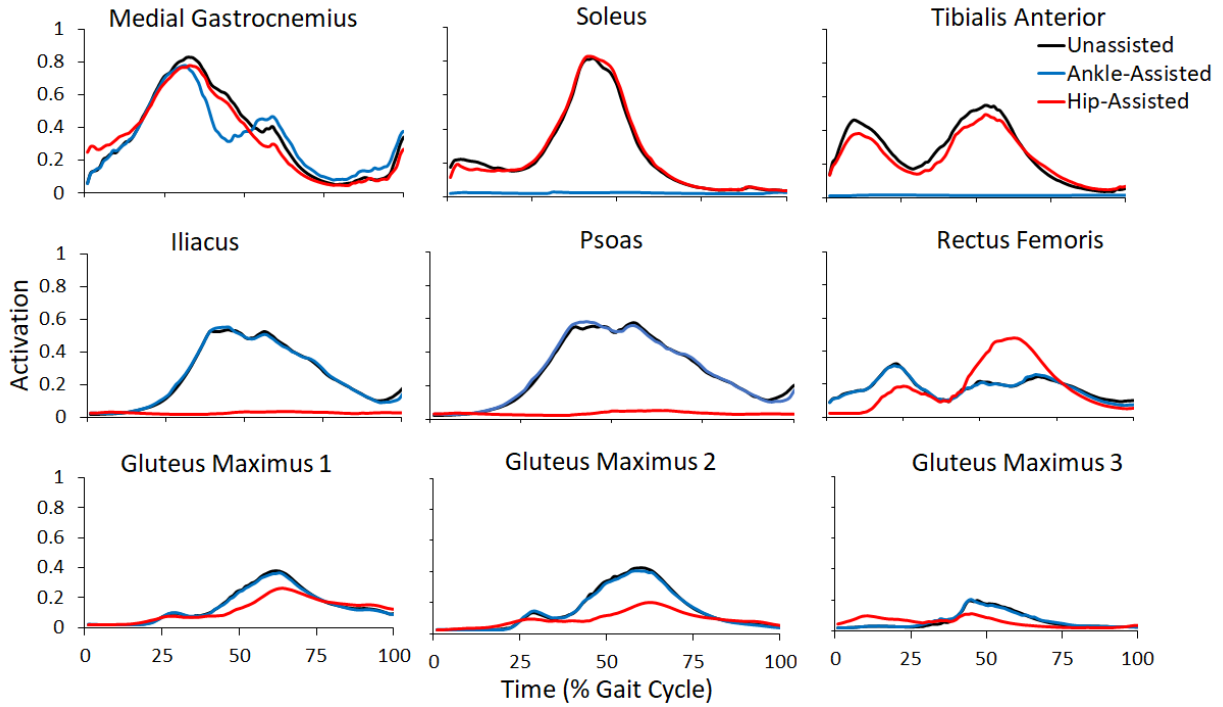 Medial Gastrocnemius
Soleus
Tibialis Anterior
Unassisted
Ankle-Assisted
Hip-Assisted
1
0.8
0.6
0.4
0.2
0
Iliacus
Psoas
Rectus Femoris
Activation
1
0.8
0.6
0.4
0.2
0
Gluteus Maximus 1
Gluteus Maximus 2
Gluteus Maximus 3
1
0.8
0.6
0.4
0.2
0
0 25 50 75 100
0 25 50 75 100
0 25 50 75 100
Time (% Gait Cycle)